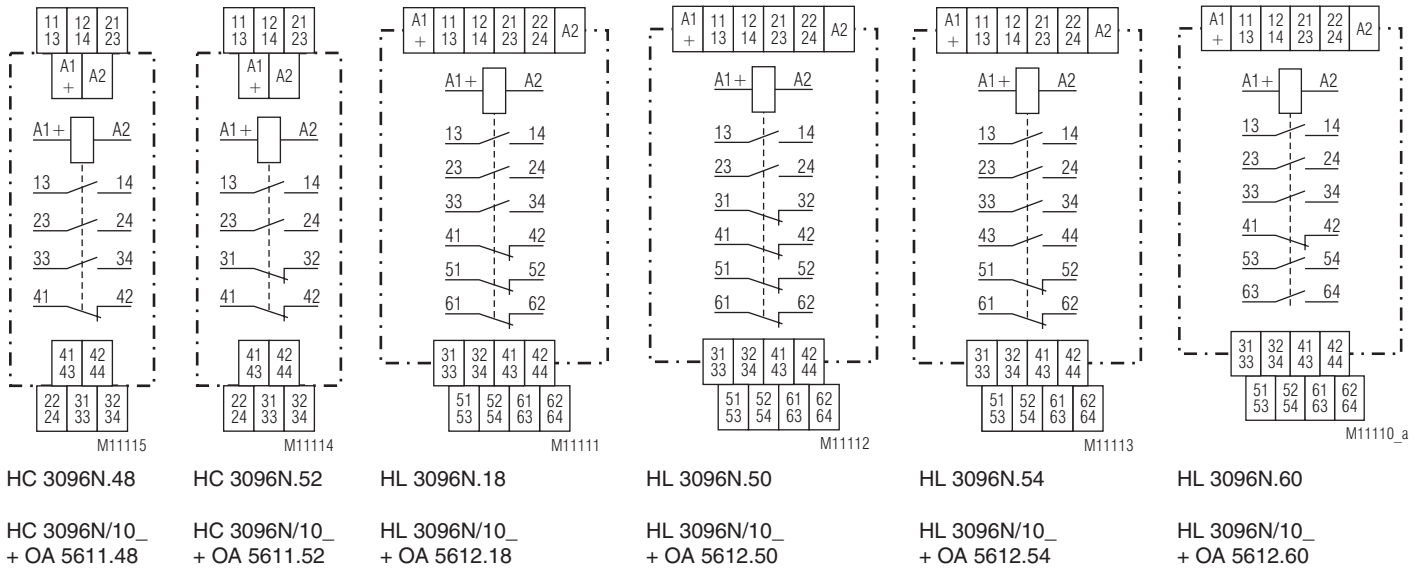 11 12 21
13 14 23
A1 A2
+
A1+ A2
13 14
23 24
33 34
41 42
41 42
43 44
22 31 32
24 33 34
M11115
HC 3096N.48
HC 3096N/10_
+ OA 5611.48
11 12 21
13 14 23
A1 A2
+
A1+ A2
13 14
23 24
31 32
41 42
41 42
43 44
22 31 32
24 33 34
M11114
HC 3096N.52
HC 3096N/10_
+ OA 5611.52
A1 11 12 21 22 A2
+ 13 14 23 24
A1+ A2
13 14
23 24
33 34
41 42
51 52
61 62
31 32 41 42
33 34 43 44
51 52 61 62
53 54 63 64
M11111
HL 3096N.18
HL 3096N/10_
+ OA 5612.18
A1 11 12 21 22 A2
+ 13 14 23 24
A1+ A2
13 14
23 24
31 32
41 42
51 52
61 62
31 32 41 42
33 34 43 44
51 52 61 62
53 54 63 64
M11112
HL 3096N.50
HL 3096N/10_
+ OA 5612.50
A1 11 12 21 22 A2
+ 13 14 23 24
A1+ A2
13 14
23 24
33 34
43 44
51 52
61 62
31 32 41 42
33 34 43 44
51 52 61 62
53 54 63 64
M11113
HL 3096N.54
HL 3096N/10_
+ OA 5612.54
A1 11 12 21 22 A2
+ 13 14 23 24
A1+ A2
13 14
23 24
33 34
41 42
53 54
63 64
31 32 41 42
33 34 43 44
51 52 61 62
53 54 63 64
M11110_a
HL 3096N.60
HL 3096N/10_
+ OA 5612.60